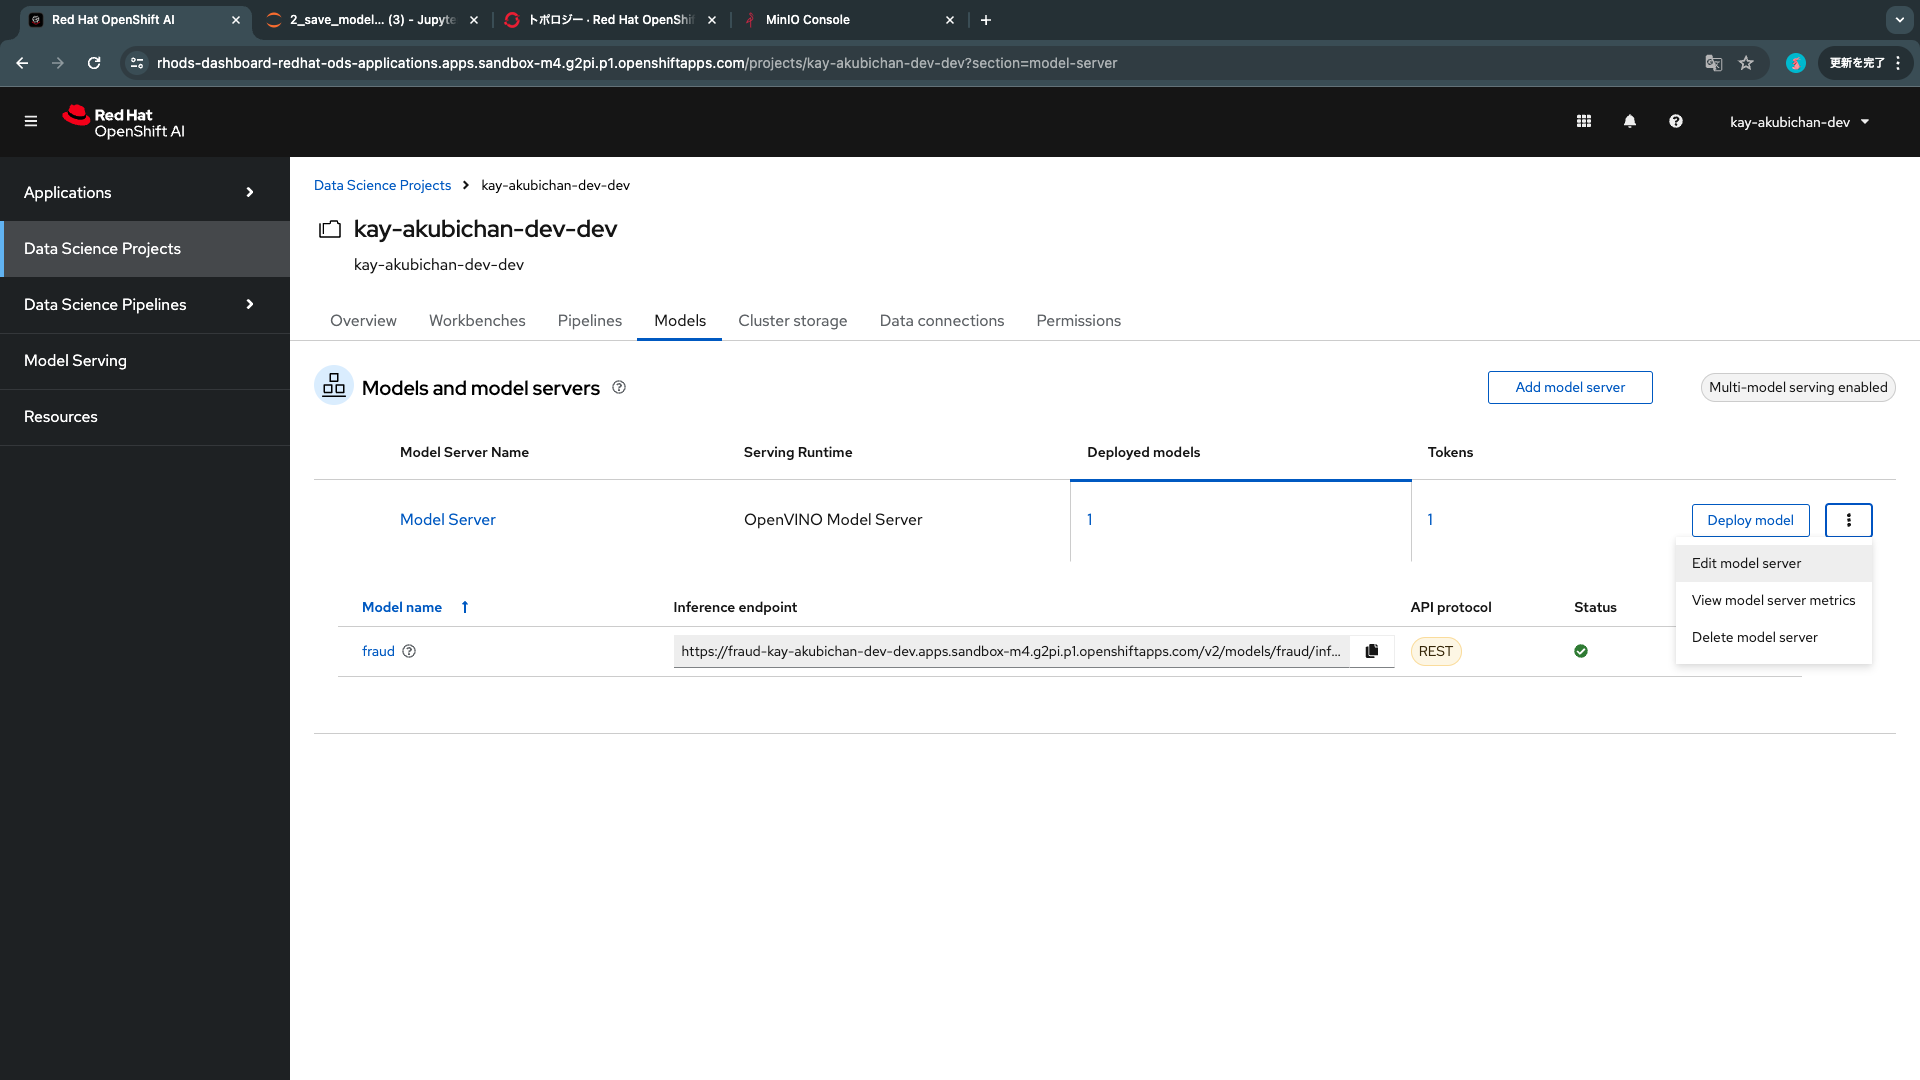 Red Hat OpenShift AI
2_save_model... (3) - Jupyte
トポロジー · Red Hat OpenShi
MinIO Console
rhods-dashboard-redhat-ods-applications.apps.sandbox-m4.g2pi.p1.openshiftapps.com/projects/kay-akubichan-dev-dev?section=model-server
更新を完了
Red Hat
OpenShift AI
kay-akubichan-dev
Applications
Data Science Projects
Data Science Pipelines
Model Serving
Resources
Data Science Projects > kay-akubichan-dev-dev
kay-akubichan-dev-dev
kay-akubichan-dev-dev
Overview Workbenches Pipelines Models Cluster storage Data connections Permissions
Models and model servers
Add model server
Multi-model serving enabled
Model Server Name Serving Runtime Deployed models Tokens
Model Server OpenVINO Model Server 1 1 Deploy model
Edit model server
View model server metrics
Delete model server
Model name Inference endpoint API protocol Status
fraud https://fraud-kay-akubichan-dev-dev.apps.sandbox-m4.g2pi.p1.openshiftapps.com/v2/models/fraud/inf... REST